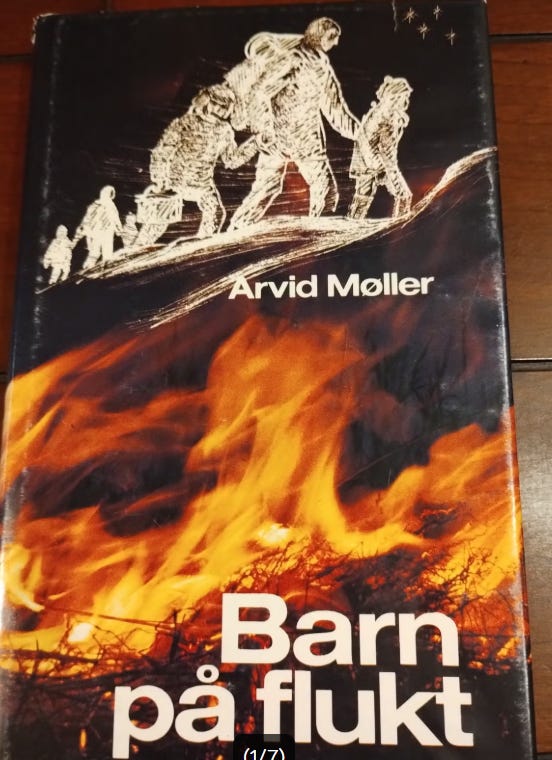 Arvid Møller
Barn
på flukt
(1/7)